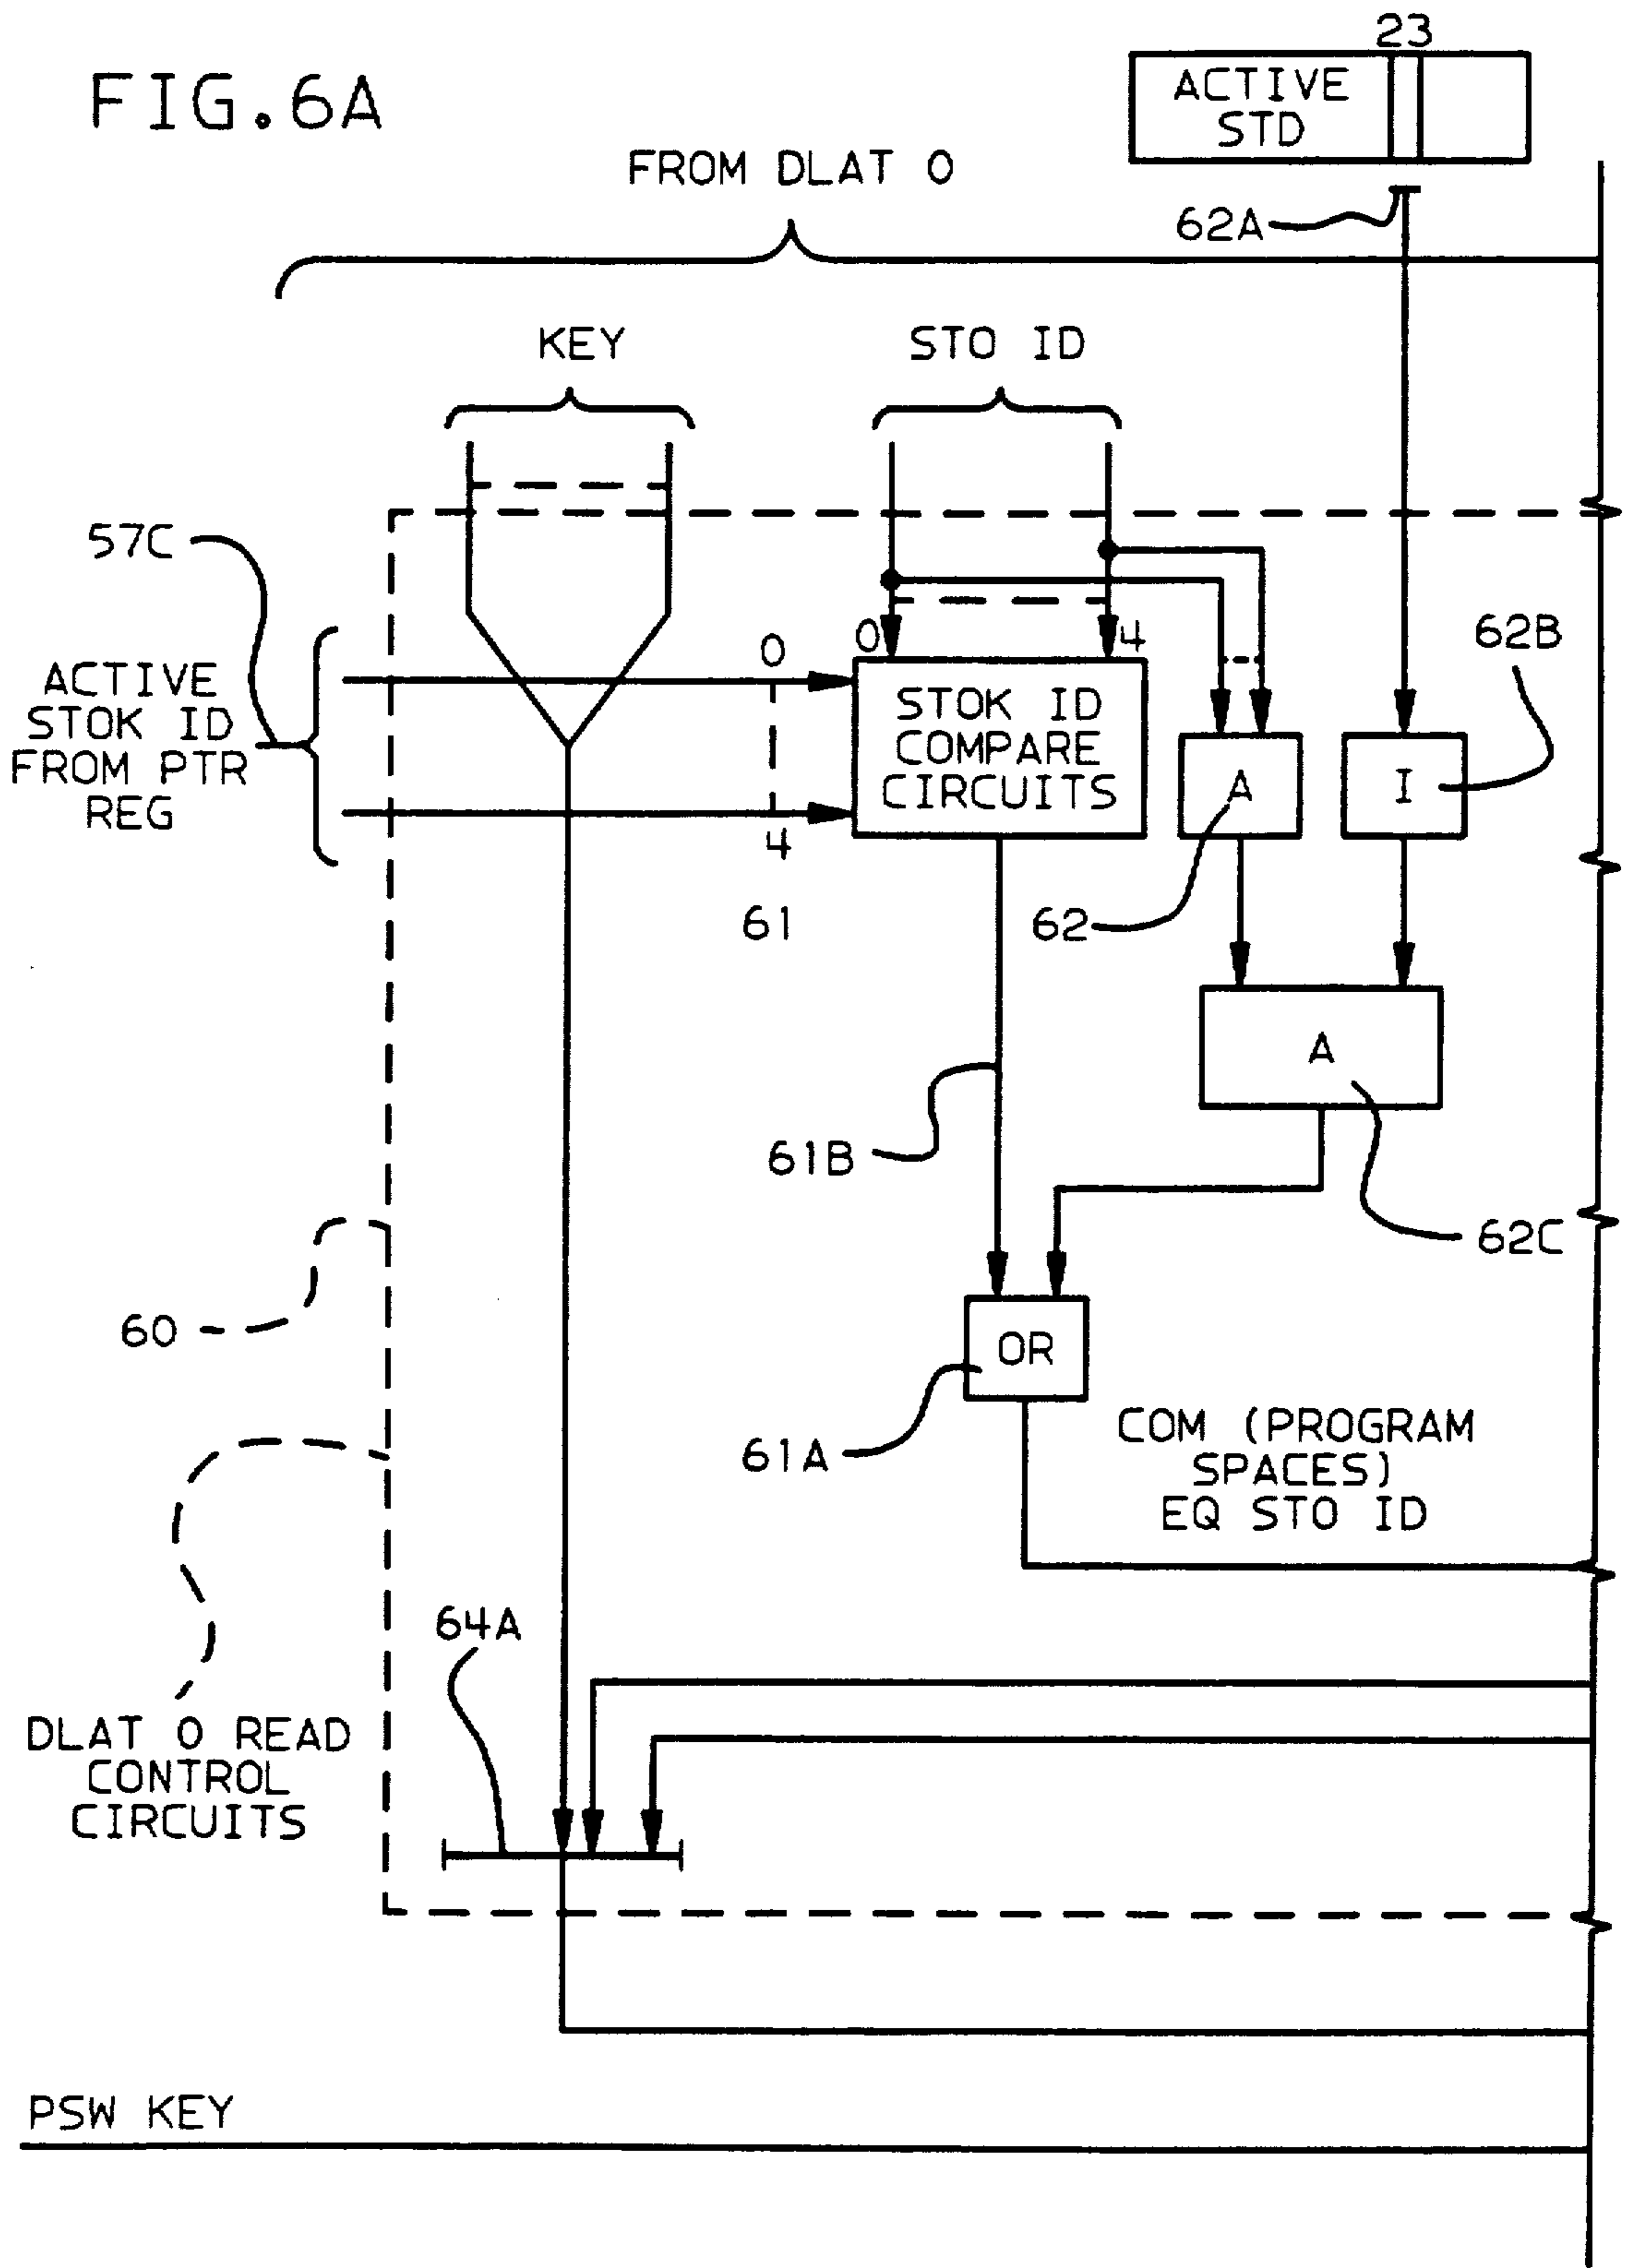 FIG.6A
23
ACTIVE
STD
FROM DLAT 0
62A
KEY
STO ID
57C
ACTIVE
STOK ID
FROM PTR
REG
0
4
0
4
STOK ID
COMPARE
CIRCUITS
A
I
62B
61
62
A
61B
62C
60
OR
61A
COM (PROGRAM
SPACES)
EQ STO ID
64A
DLAT 0 READ
CONTROL
CIRCUITS
PSW KEY